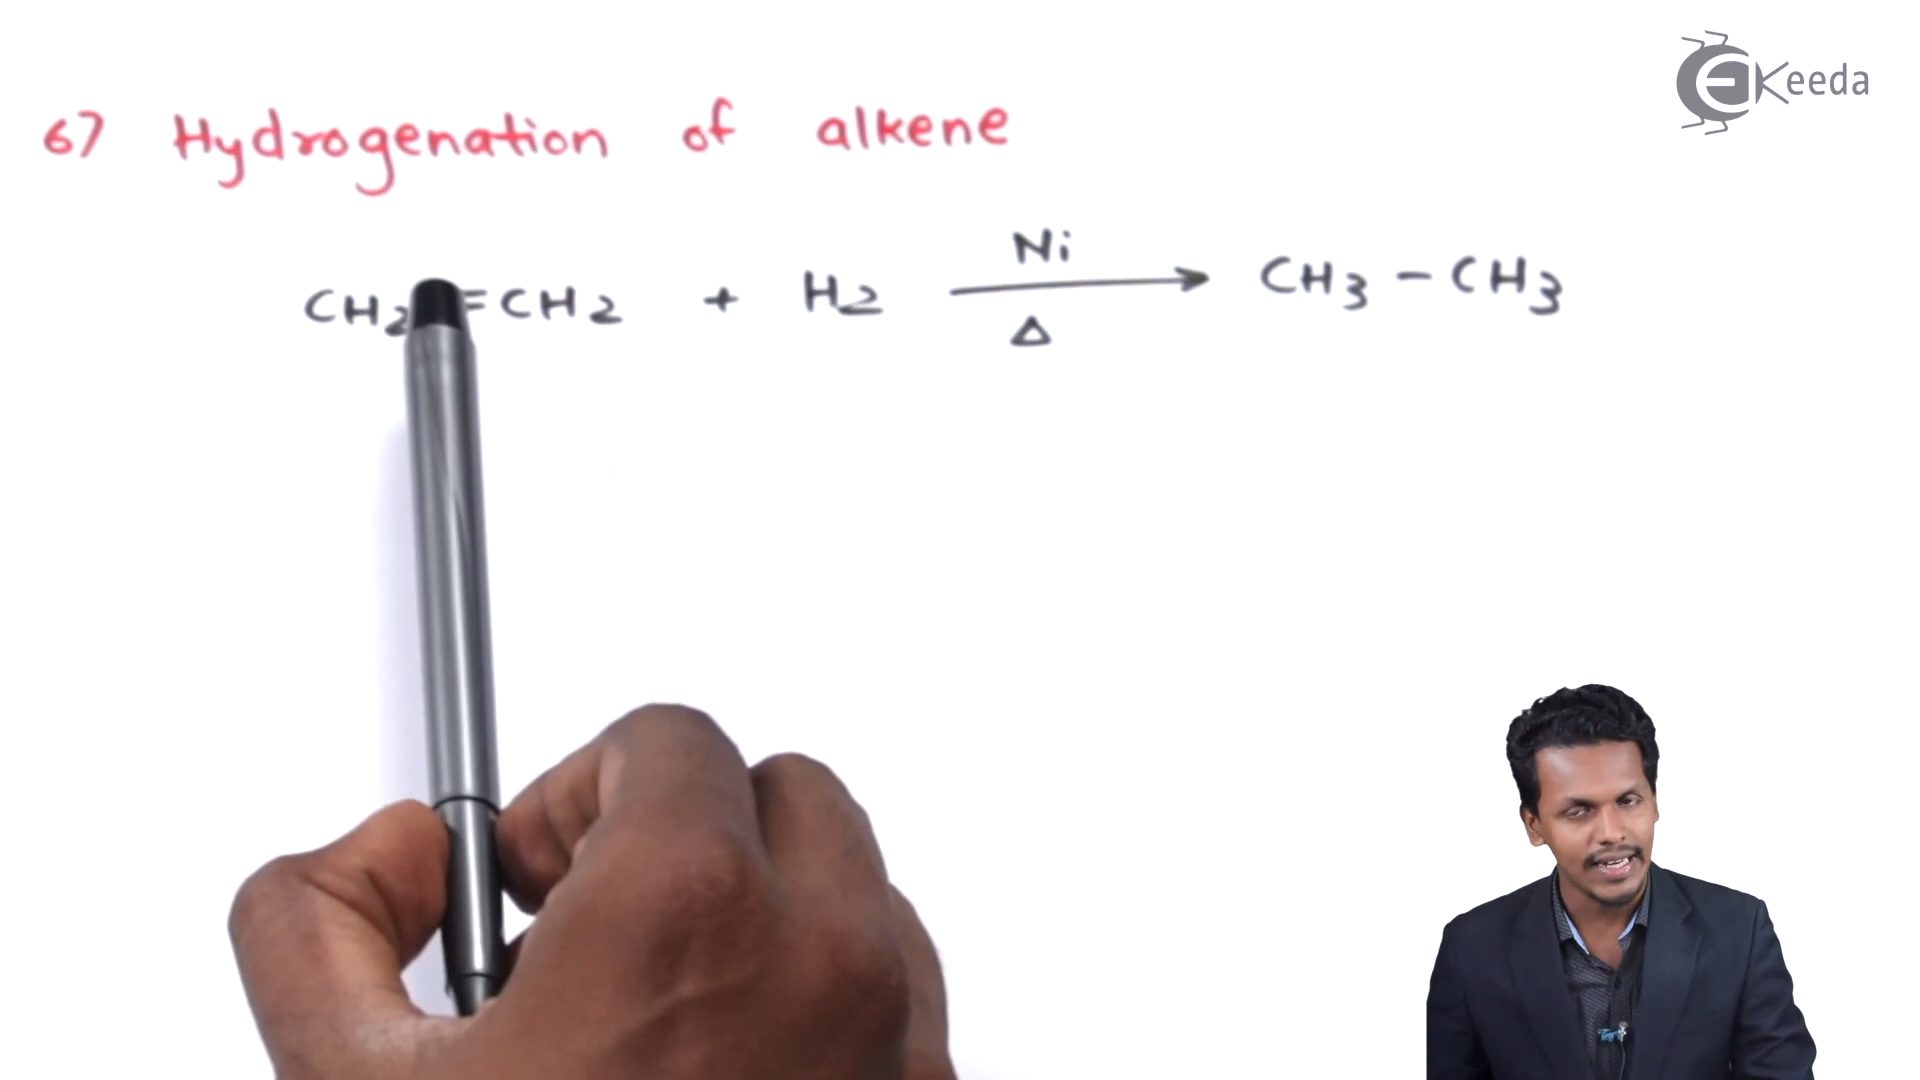 Keeda
67 Hydrogenation of alkene
CH2=CH2 + H2 Ni Δ → CH3-CH3